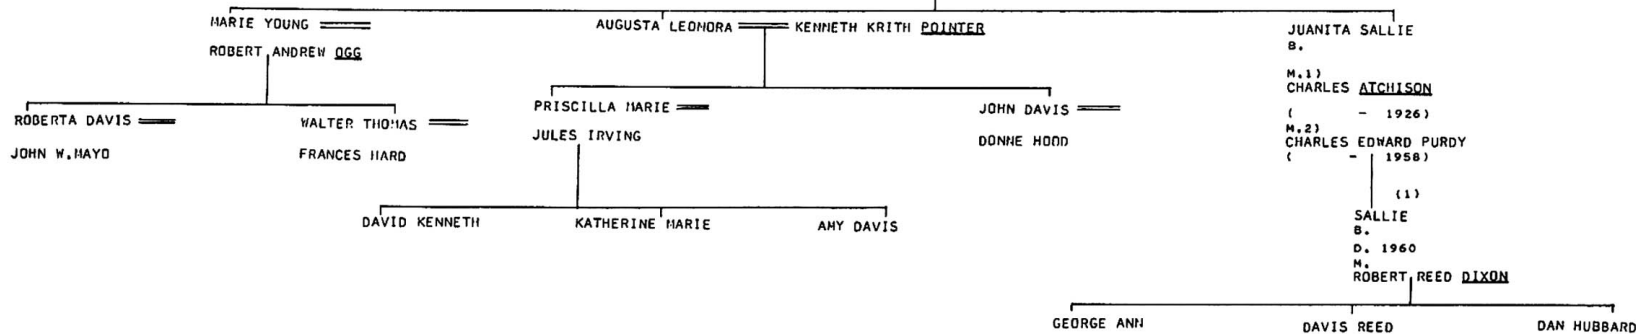 MARIE YOUNG
ROBERT ANDREW OGG
AUGUSTA LEONORA KENNETH KRITH POINTER
JUANITA SALLIE
B.
M.1)
CHARLES ATCHISON
( - 1926)
M.2)
CHARLES EDWARD PURDY
( - 1958)
ROBERTA DAVIS
JOHN W.MAYO
WALTER THOMAS
FRANCES HARD
PRISCILLA MARIE
JULES IRVING
JOHN DAVIS
DONNE HOOD
DAVID KENNETH
KATHERINE MARIE
AMY DAVIS
(1)
SALLIE
B.
D. 1960
M.
ROBERT REED DIXON
GEORGE ANN
DAVIS REED
DAN HUBBARD